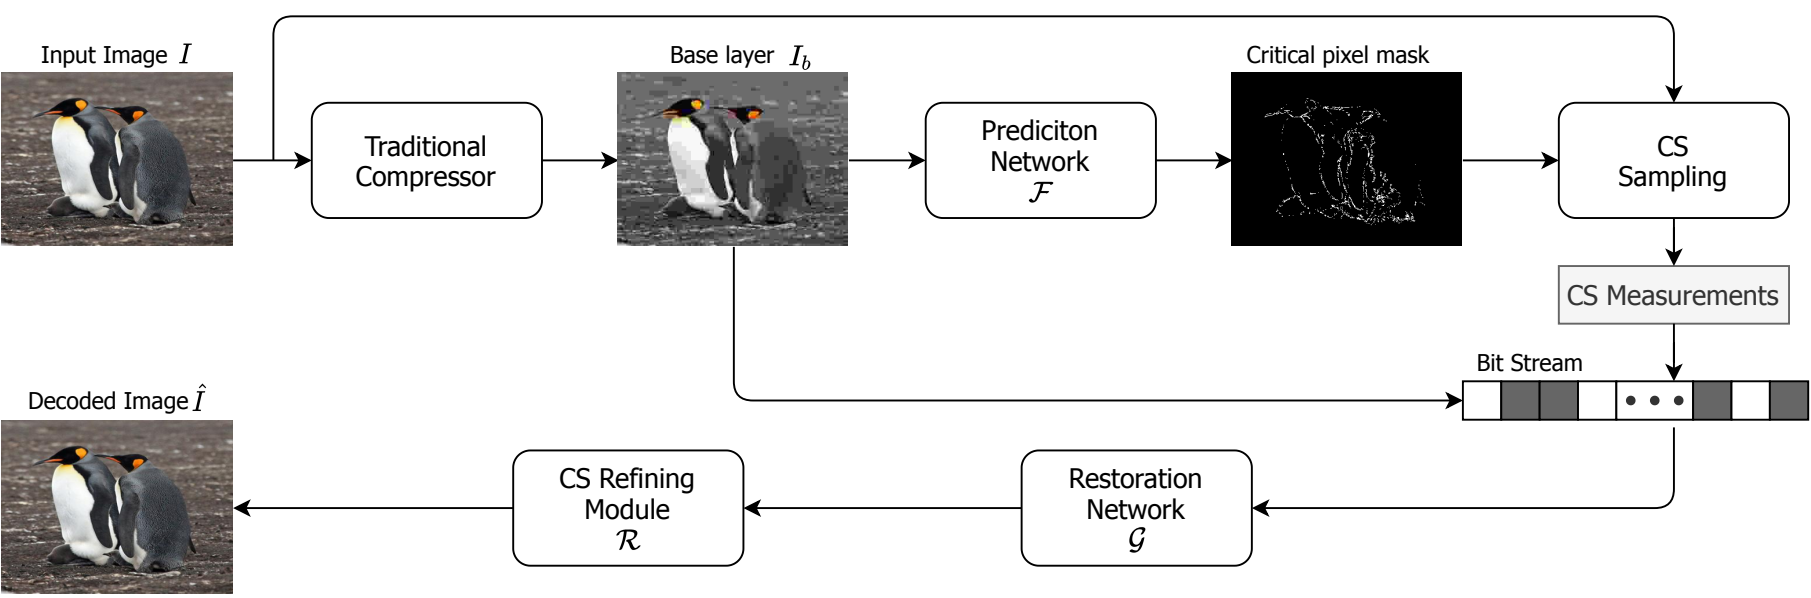 Input Image I
Base layer I_b
Critical pixel mask
Traditional
Compressor
Prediciton
Network
ℱ
CS
Sampling
CS Measurements
Bit Stream
Decoded Image Î
CS Refining
Module
ℛ
Restoration
Network
𝒢